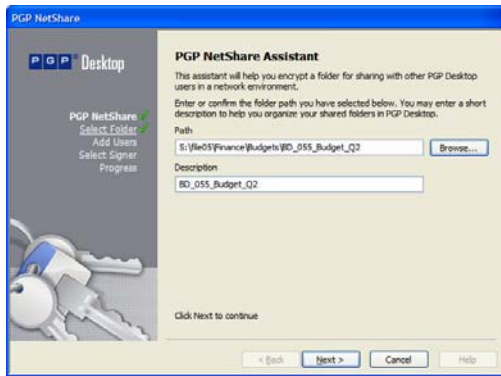 PGP NetShare
PGP Desktop
PGP NetShare
Select Folder
Add Users
Select Signer
Progress
PGP NetShare Assistant
This assistant will help you encrypt a folder for sharing with other PGP Desktop
users in a network environment.
Enter or confirm the folder path you have selected below. You may enter a short
description to help you organize your shared folders in PGP Desktop.
Path
S:\file05\Finance\Budgets\BD_055_Budget_Q2
Browse...
Description
BD_055_Budget_Q2
Click Next to continue
< Back
Next >
Cancel
Help